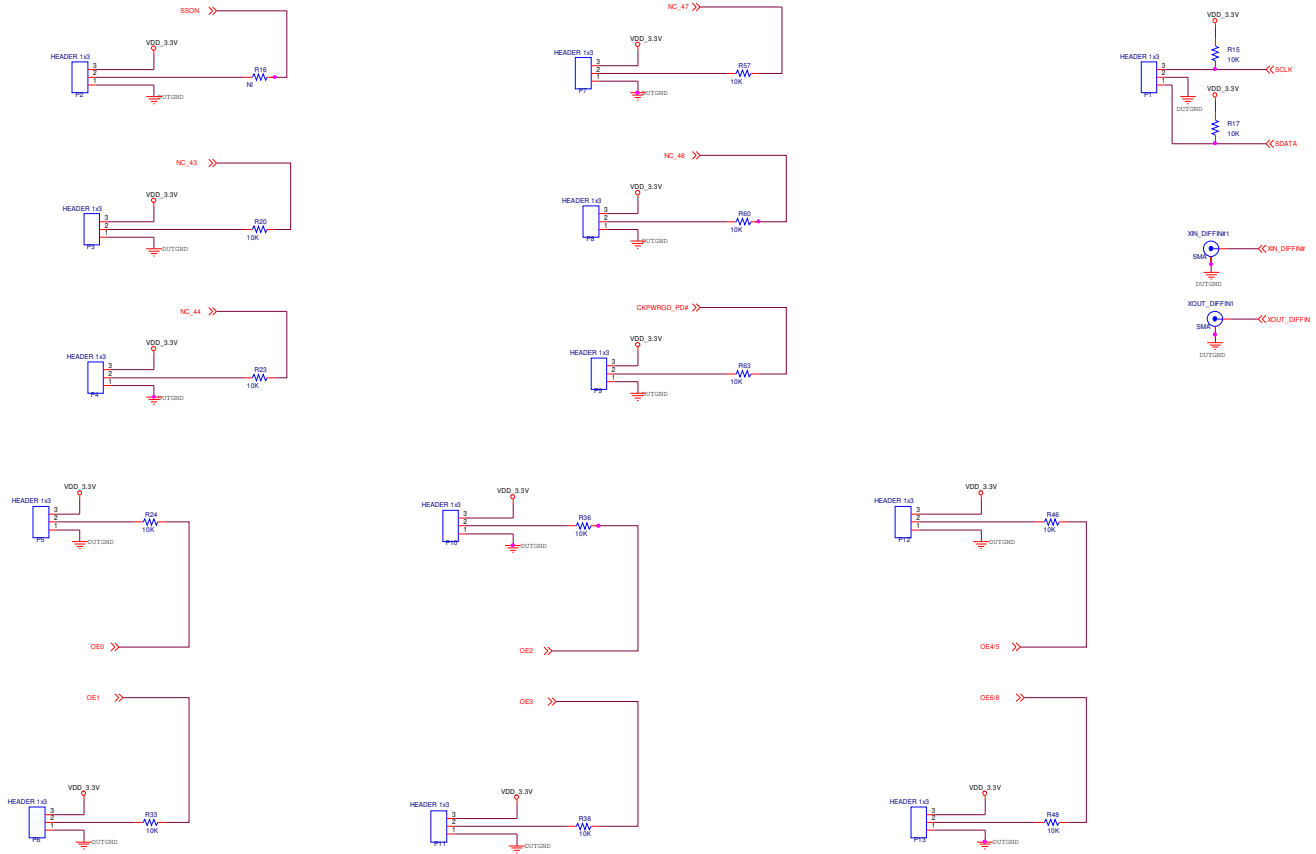 SSON
VDD_3.3V
HEADER 1x3
3
2
1
P2
R16
NI
DUTGND
NC_47
VDD_3.3V
HEADER 1x3
3
2
1
P7
R57
10K
DUTGND
VDD_3.3V
R15
10K
HEADER 1x3
3
2
1
P1
SCLK
DUTGND
VDD_3.3V
R17
10K
SDATA
NC_43
VDD_3.3V
HEADER 1x3
3
2
1
P3
R20
10K
DUTGND
NC_48
VDD_3.3V
HEADER 1x3
3
2
1
P8
R60
10K
DUTGND
XIN_DIFFIN#1
SMA
XIN_DIFFIN#
DUTGND
XOUT_DIFFIN1
SMA
XOUT_DIFFIN
DUTGND
NC_44
VDD_3.3V
HEADER 1x3
3
2
1
P4
R23
10K
DUTGND
CKPWRGD_PD#
VDD_3.3V
HEADER 1x3
3
2
1
P9
R63
10K
DUTGND
VDD_3.3V
HEADER 1x3
3
2
1
P5
R24
10K
DUTGND
OE0
VDD_3.3V
HEADER 1x3
3
2
1
P10
R36
10K
DUTGND
OE2
VDD_3.3V
HEADER 1x3
3
2
1
P12
R46
10K
DUTGND
OE4/5
OE1
VDD_3.3V
HEADER 1x3
3
2
1
P6
R33
10K
DUTGND
OE3
VDD_3.3V
HEADER 1x3
3
2
1
P11
R38
10K
DUTGND
OE6/8
VDD_3.3V
HEADER 1x3
3
2
1
P13
R48
10K
DUTGND